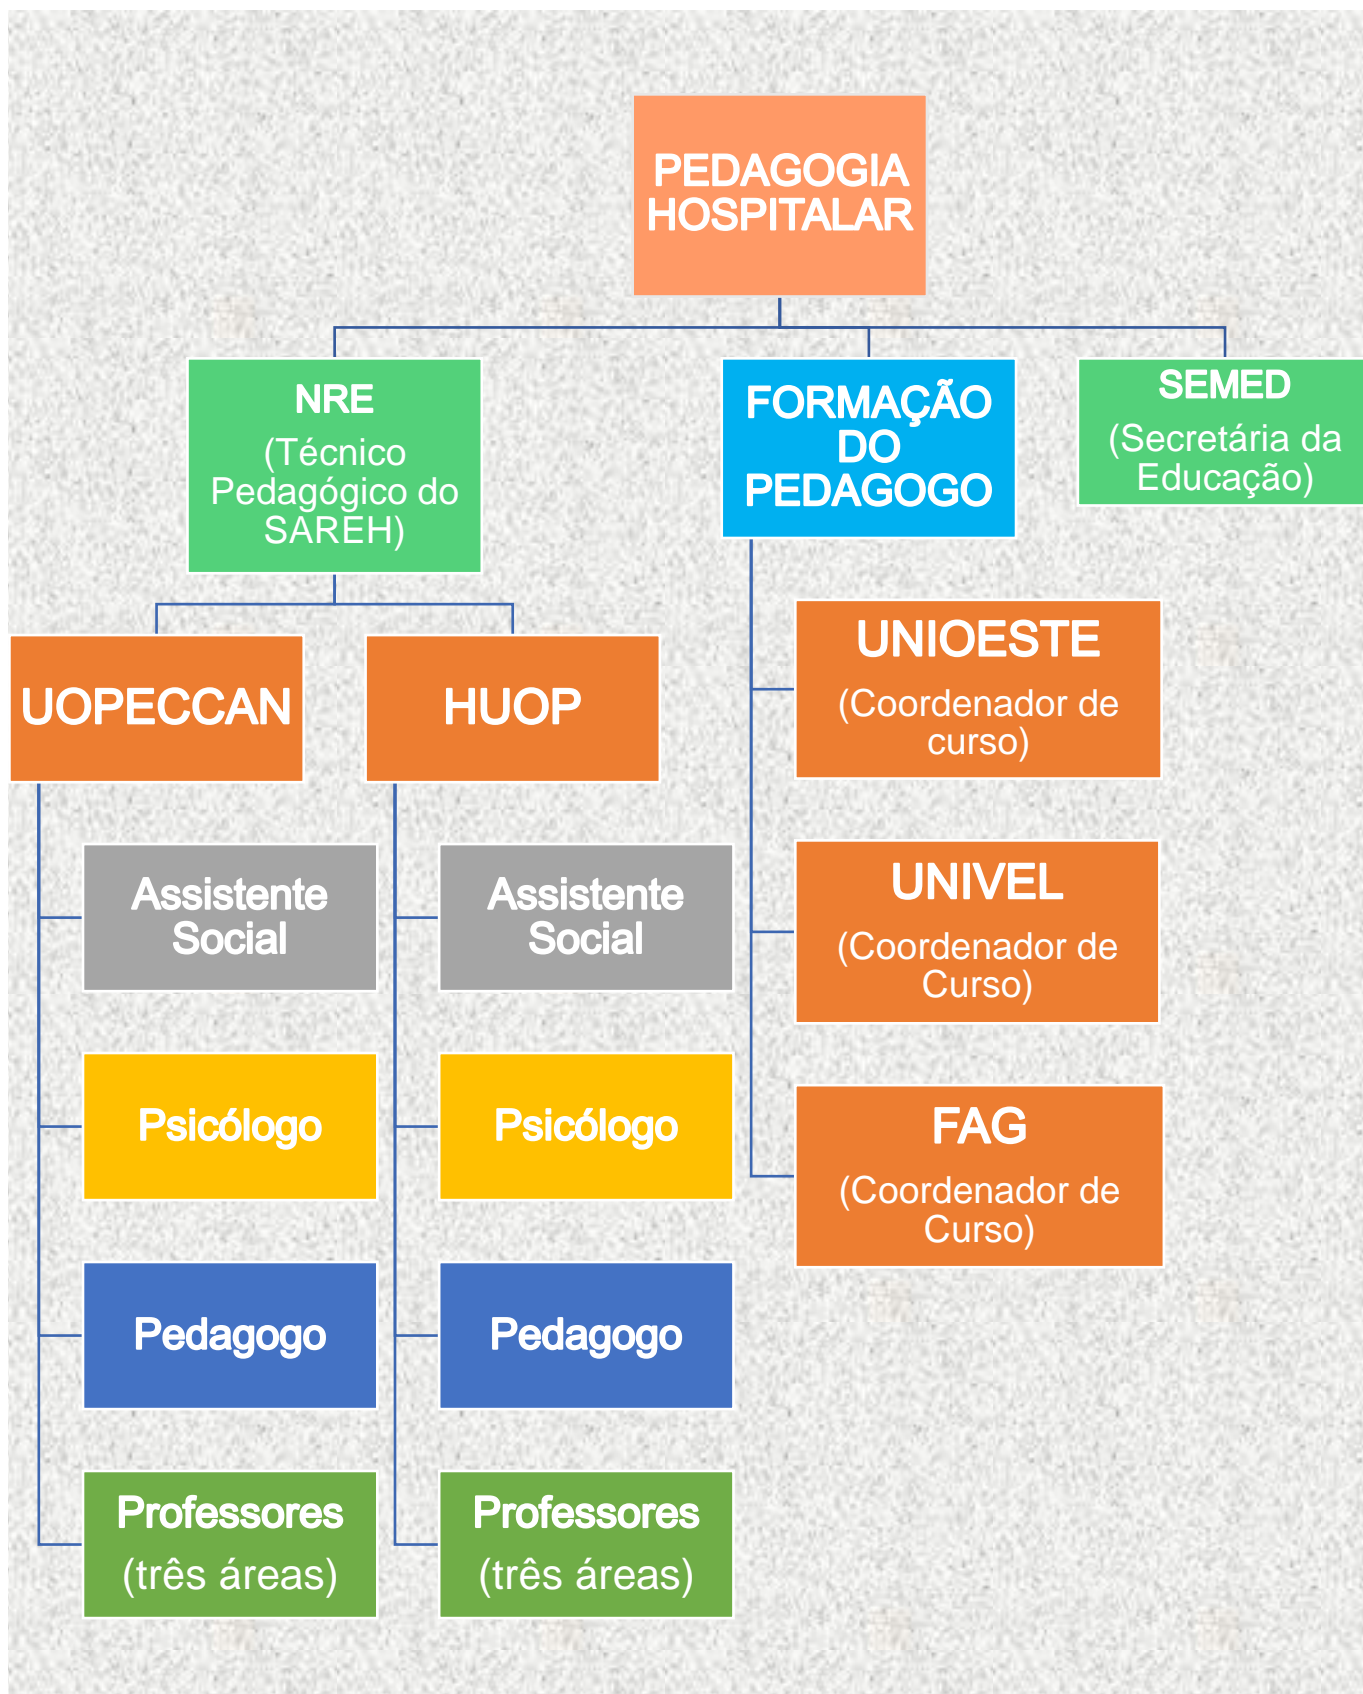 PEDAGOGIA
HOSPITALAR
NRE
(Técnico
Pedagógico do
SAREH)
FORMAÇÃO
DO
PEDAGOGO
SEMED
(Secretária da
Educação)
UOPECCAN
HUOP
UNIOESTE
(Coordenador de
curso)
Assistente
Social
Assistente
Social
UNIVEL
(Coordenador de
Curso)
Psicólogo
Psicólogo
FAG
(Coordenador de
Curso)
Pedagogo
Pedagogo
Professores
(três áreas)
Professores
(três áreas)